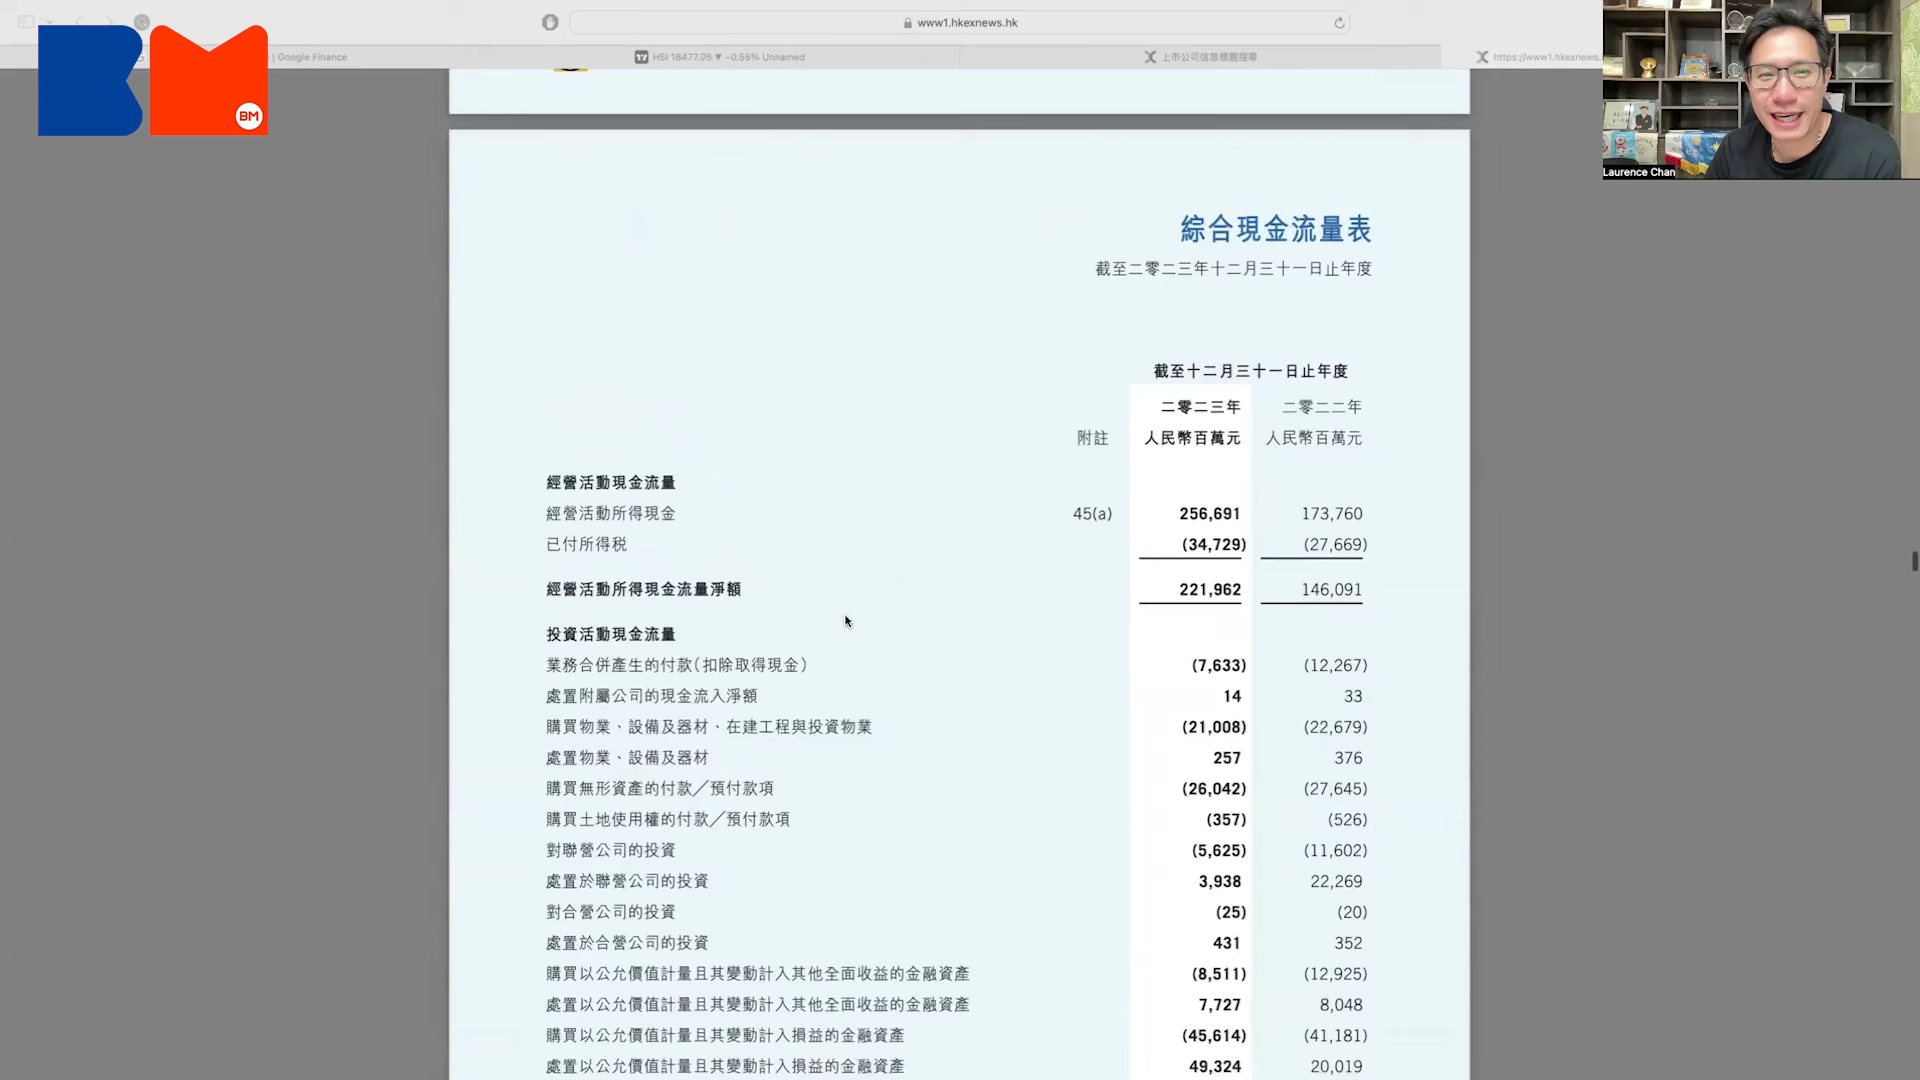 www1.hkexnews.hk
| Google Finance
HSI 18477.05 ▼ −0.55% Unnamed
上市公司信息標題搜尋
https://www1.hkexnews.
BM
Laurence Chan
綜合現金流量表
截至二零二三年十二月三十一日止年度
截至十二月三十一日止年度
二零二三年 二零二二年
附註 人民幣百萬元 人民幣百萬元
經營活動現金流量
經營活動所得現金 45(a) 256,691 173,760
已付所得稅 (34,729) (27,669)
經營活動所得現金流量淨額 221,962 146,091
投資活動現金流量
業務合併產生的付款(扣除取得現金) (7,633) (12,267)
處置附屬公司的現金流入淨額 14 33
購買物業、設備及器材、在建工程與投資物業 (21,008) (22,679)
處置物業、設備及器材 257 376
購買無形資產的付款╱預付款項 (26,042) (27,645)
購買土地使用權的付款╱預付款項 (357) (526)
對聯營公司的投資 (5,625) (11,602)
處置於聯營公司的投資 3,938 22,269
對合營公司的投資 (25) (20)
處置於合營公司的投資 431 352
購買以公允價值計量且其變動計入其他全面收益的金融資產 (8,511) (12,925)
處置以公允價值計量且其變動計入其他全面收益的金融資產 7,727 8,048
購買以公允價值計量且其變動計入損益的金融資產 (45,614) (41,181)
處置以公允價值計量且其變動計入損益的金融資產 49,324 20,019